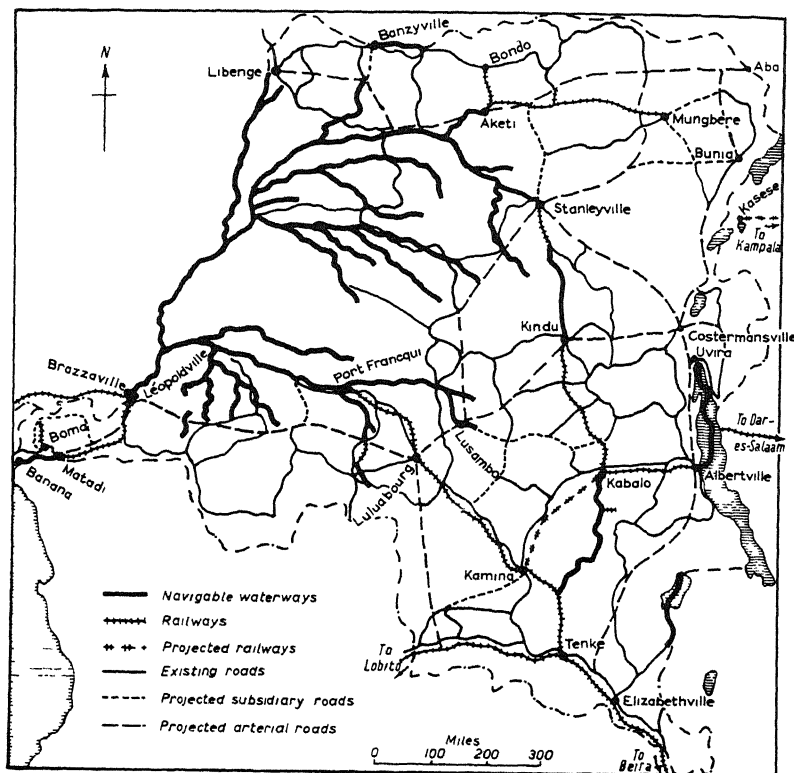 Banzyville
N
Libenge
Bondo
Aba
Aketi
Mungbere
Bunia
Kasese
To
Kampala
Stanleyville
Kindu
Costermansville
Uvira
Brazzaville
Léopoldville
Port Francqui
Boma
Matadi
Banana
Lusambo
Luluabourg
To Dar-
es-Salaam
Kabalo
Albertville
Kamina
Navigable waterways
Railways
Projected railways
Existing roads
Projected subsidiary roads
Projected arterial roads
To
Lobito
Tenke
Elizabethville
Miles
0 100 200 300
To
Beira